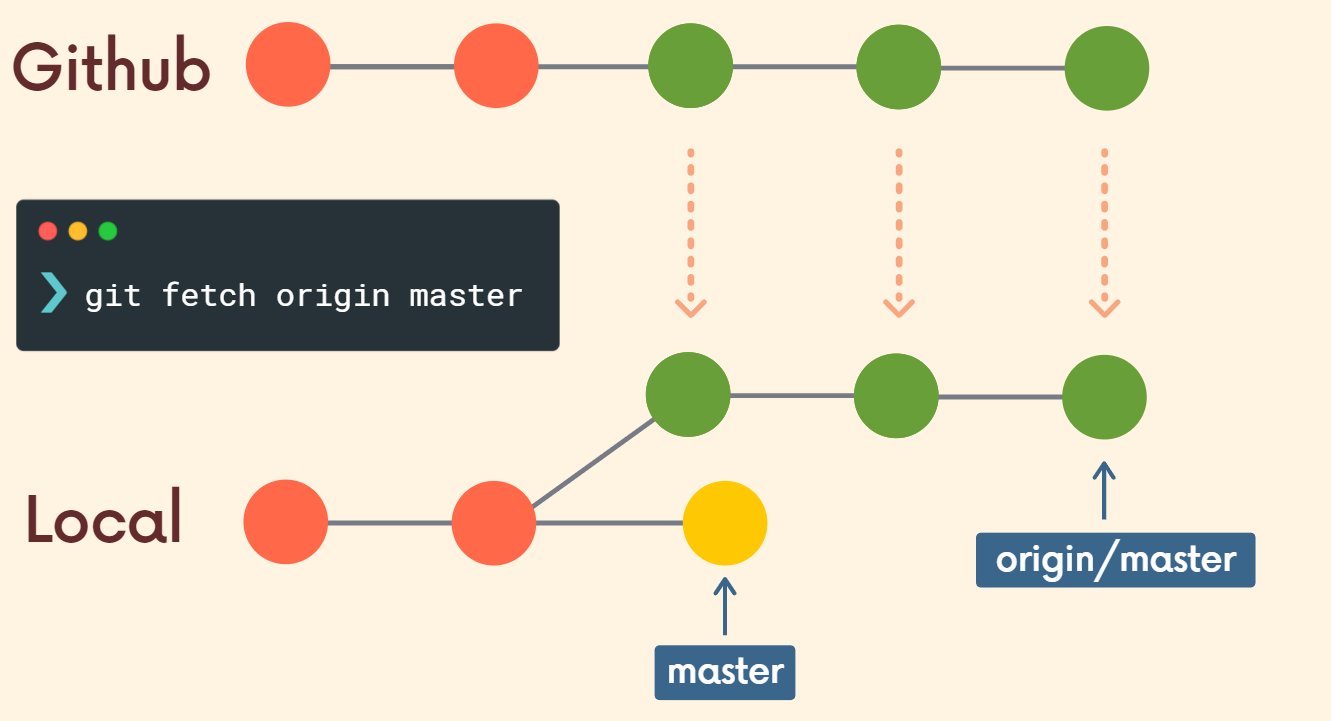 Github
❯ git fetch origin master
Local
origin/master
master